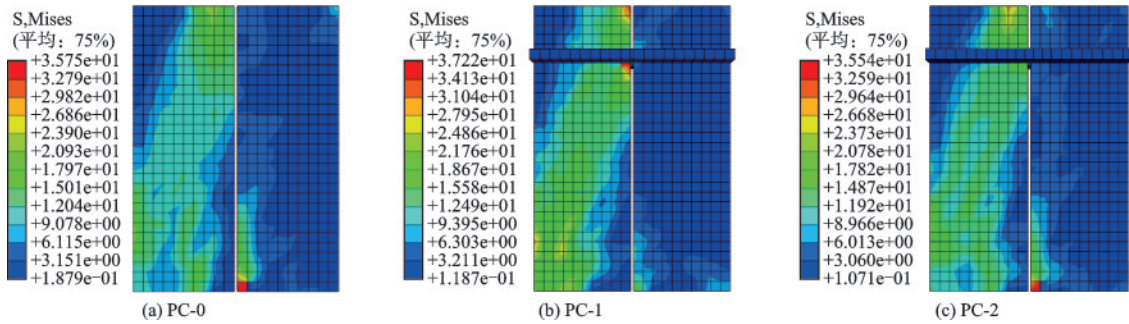 S,Mises
(平均：75%)
+3.575e+01
+3.279e+01
+2.982e+01
+2.686e+01
+2.390e+01
+2.093e+01
+1.797e+01
+1.501e+01
+1.204e+01
+9.078e+00
+6.115e+00
+3.151e+00
+1.879e−01
(a) PC-0
S,Mises
(平均：75%)
+3.722e+01
+3.413e+01
+3.104e+01
+2.795e+01
+2.486e+01
+2.176e+01
+1.867e+01
+1.558e+01
+1.249e+01
+9.395e+00
+6.303e+00
+3.211e+00
+1.187e−01
(b) PC-1
S,Mises
(平均：75%)
+3.554e+01
+3.259e+01
+2.964e+01
+2.668e+01
+2.373e+01
+2.078e+01
+1.782e+01
+1.487e+01
+1.192e+01
+8.966e+00
+6.013e+00
+3.060e+00
+1.071e−01
(c) PC-2